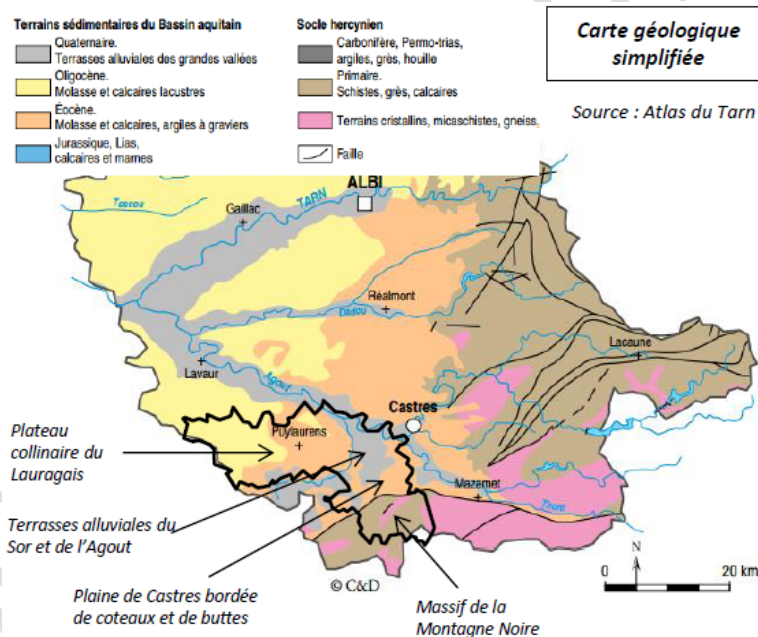 Terrains sédimentaires du Bassin aquitain
Quaternaire.
Terrasses alluviales des grandes vallées
Oligocène.
Molasse et calcaires lacustres
Éocène.
Molasse et calcaires, argiles à graviers
Jurassique, Lias,
calcaires et marnes
Socle hercynien
Carbonifère, Permo-trias,
argiles, grès, houille
Primaire.
Schistes, grès, calcaires
Terrains cristallins, micaschistes, gneiss,
Faille
Carte géologique
simplifiée
Source : Atlas du Tarn
ALBI
TARN
Gaillac
Tescou
Réalmont
Dadou
Lacaune
Lavaur
Agout
Castres
Puylaurens
Mazamet
Thoré
Plateau
collinaire du
Lauragais
Terrasses alluviales du
Sor et de l'Agout
Plaine de Castres bordée
de coteaux et de buttes
© C&D
Massif de la
Montagne Noire
N
0 20 km